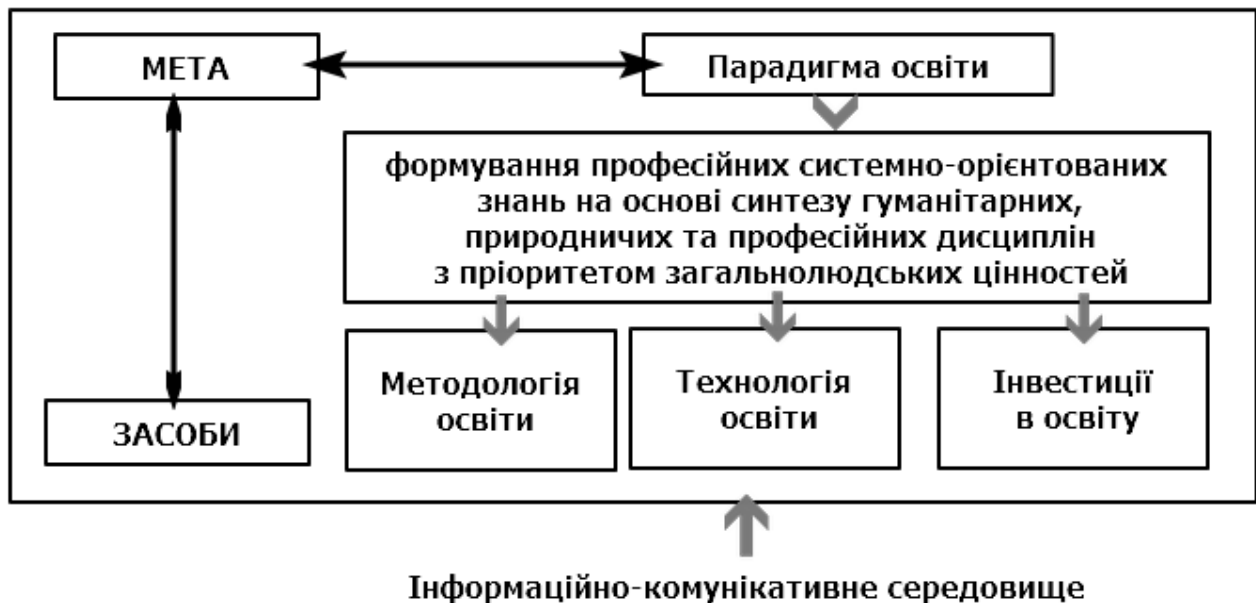 МЕТА
Парадигма освіти
формування професійних системно-орієнтованих
знань на основі синтезу гуманітарних,
природничих та професійних дисциплін
з пріоритетом загальнолюдських цінностей
ЗАСОБИ
Методологія
освіти
Технологія
освіти
Інвестиції
в освіту
Інформаційно-комунікативне середовище